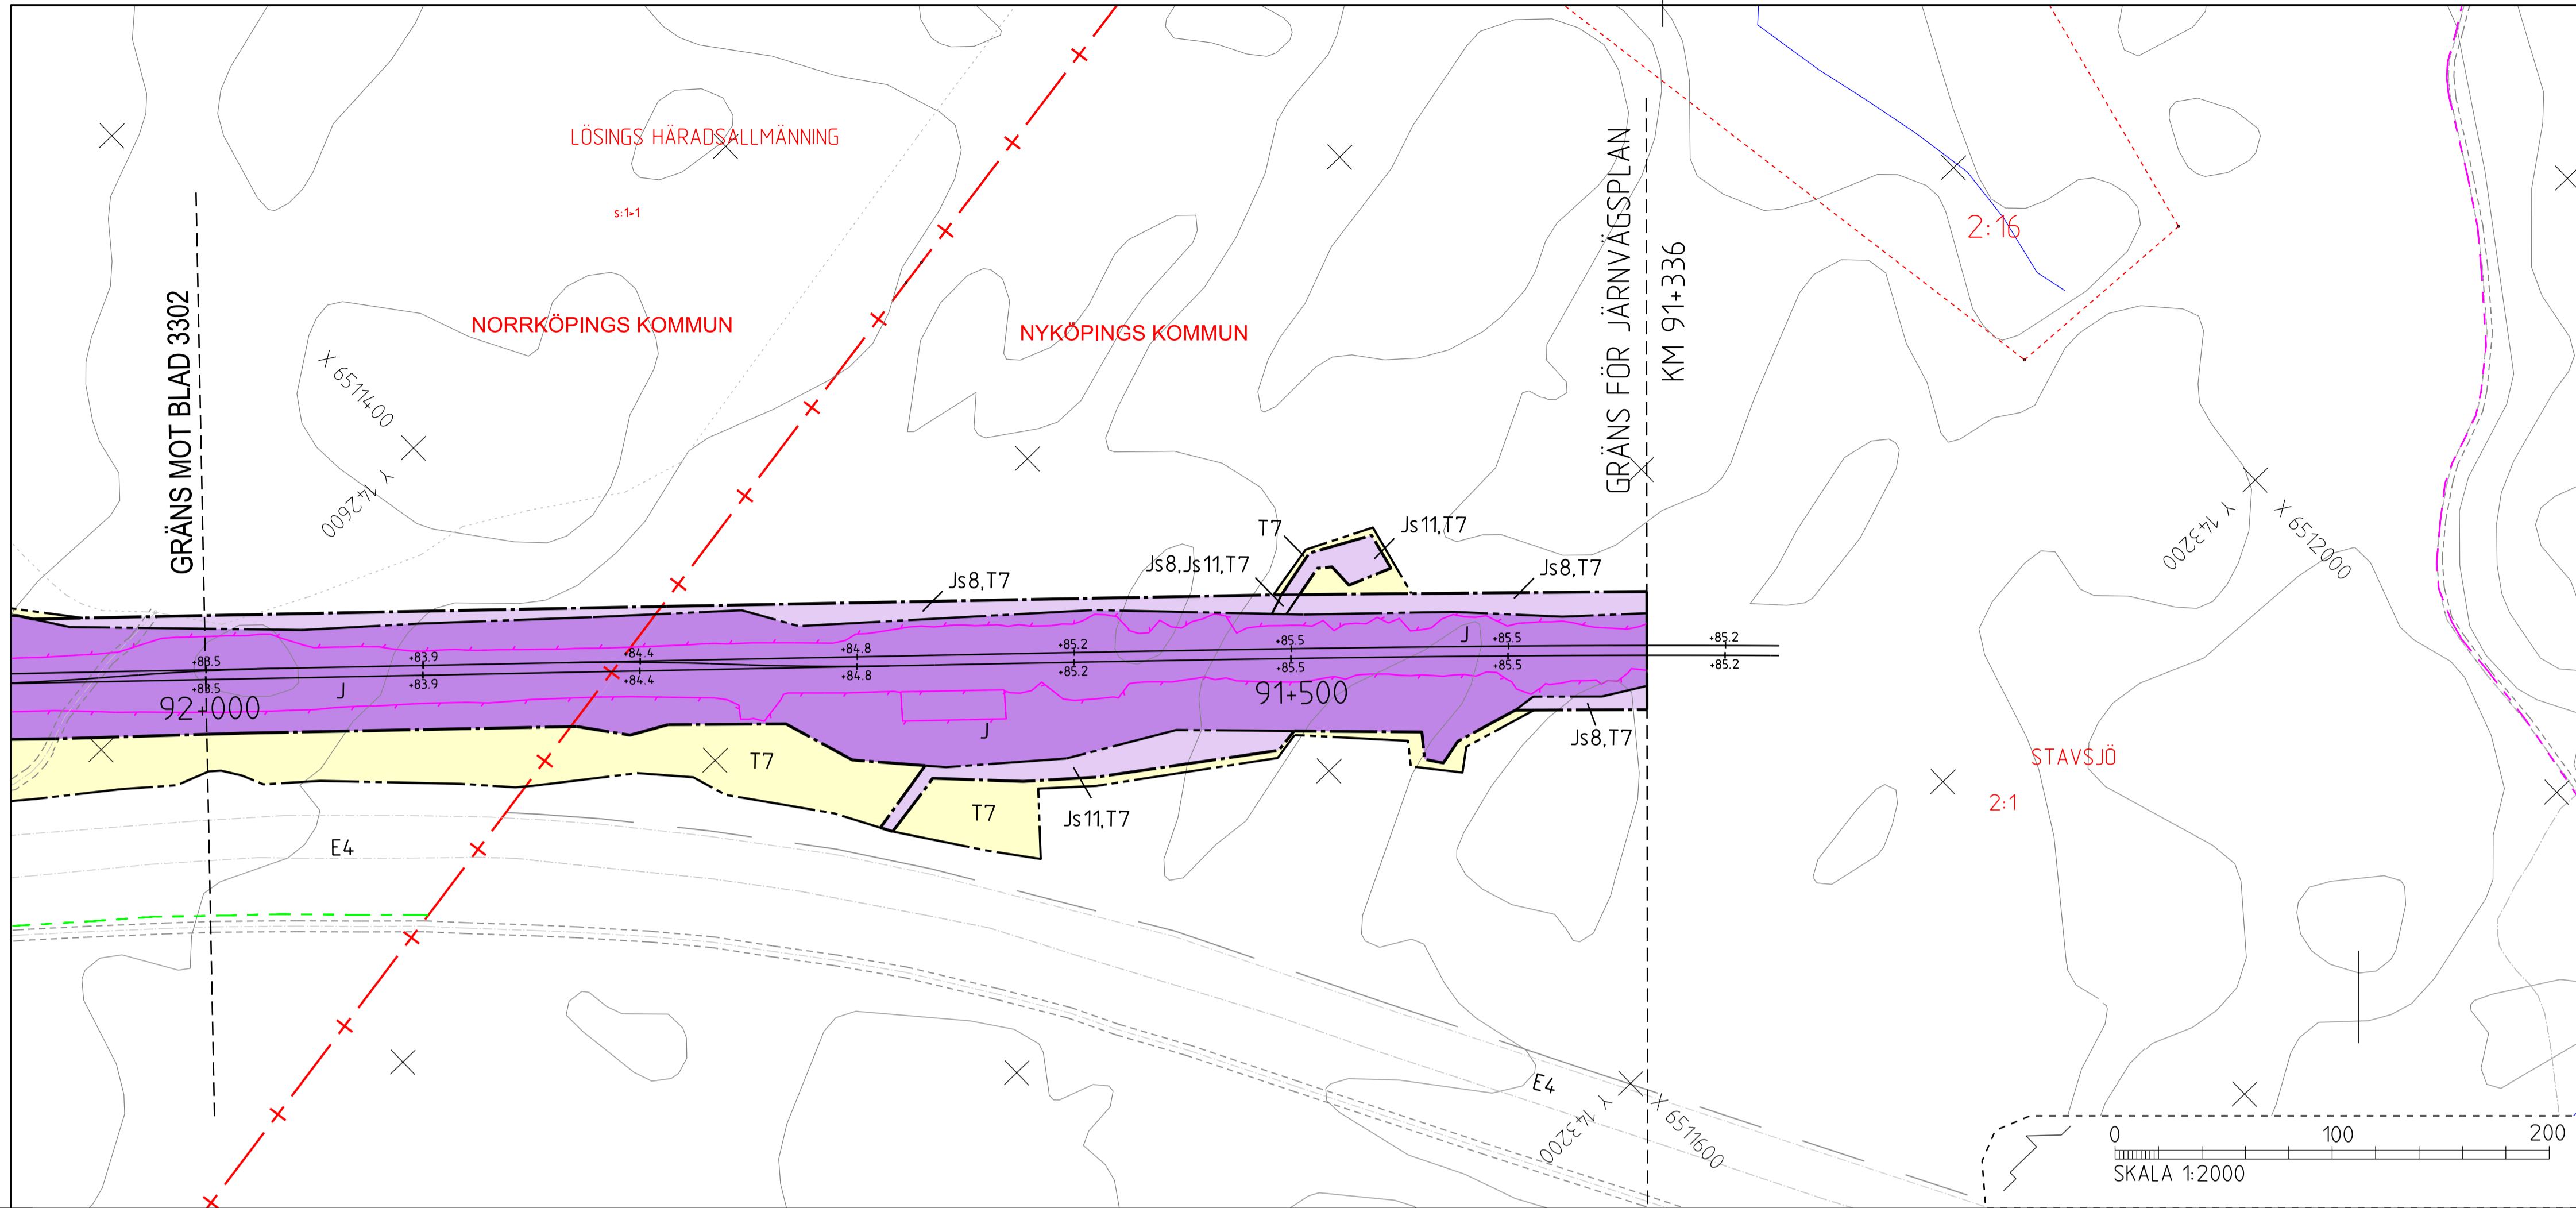 LÖSINGS HÄRADSALLMÄNNING
s:1>1
NORRKÖPINGS KOMMUN
NYKÖPINGS KOMMUN
GRÄNS MOT BLAD 3302
X 6511400
Y 142600
GRÄNS FÖR JÄRNVÄGSPLAN
KM 91+336
2:16
X 6512000
Y 143200
T7
Js11,T7
Js8,Js11,T7
Js8,T7
Js8,T7
J
+83.5
+83.9
+84.4
+84.8
+85.2
+85.5
+85.5
+85.2
+83.5
+83.9
+84.4
+84.8
+85.2
+85.5
+85.5
+85.2
J
92+000
91+500
J
Js8,T7
T7
T7
Js11,T7
STAVSJÖ
2:1
E4
E4
Y 143200
X 6511600
0 100 200
SKALA 1:2000